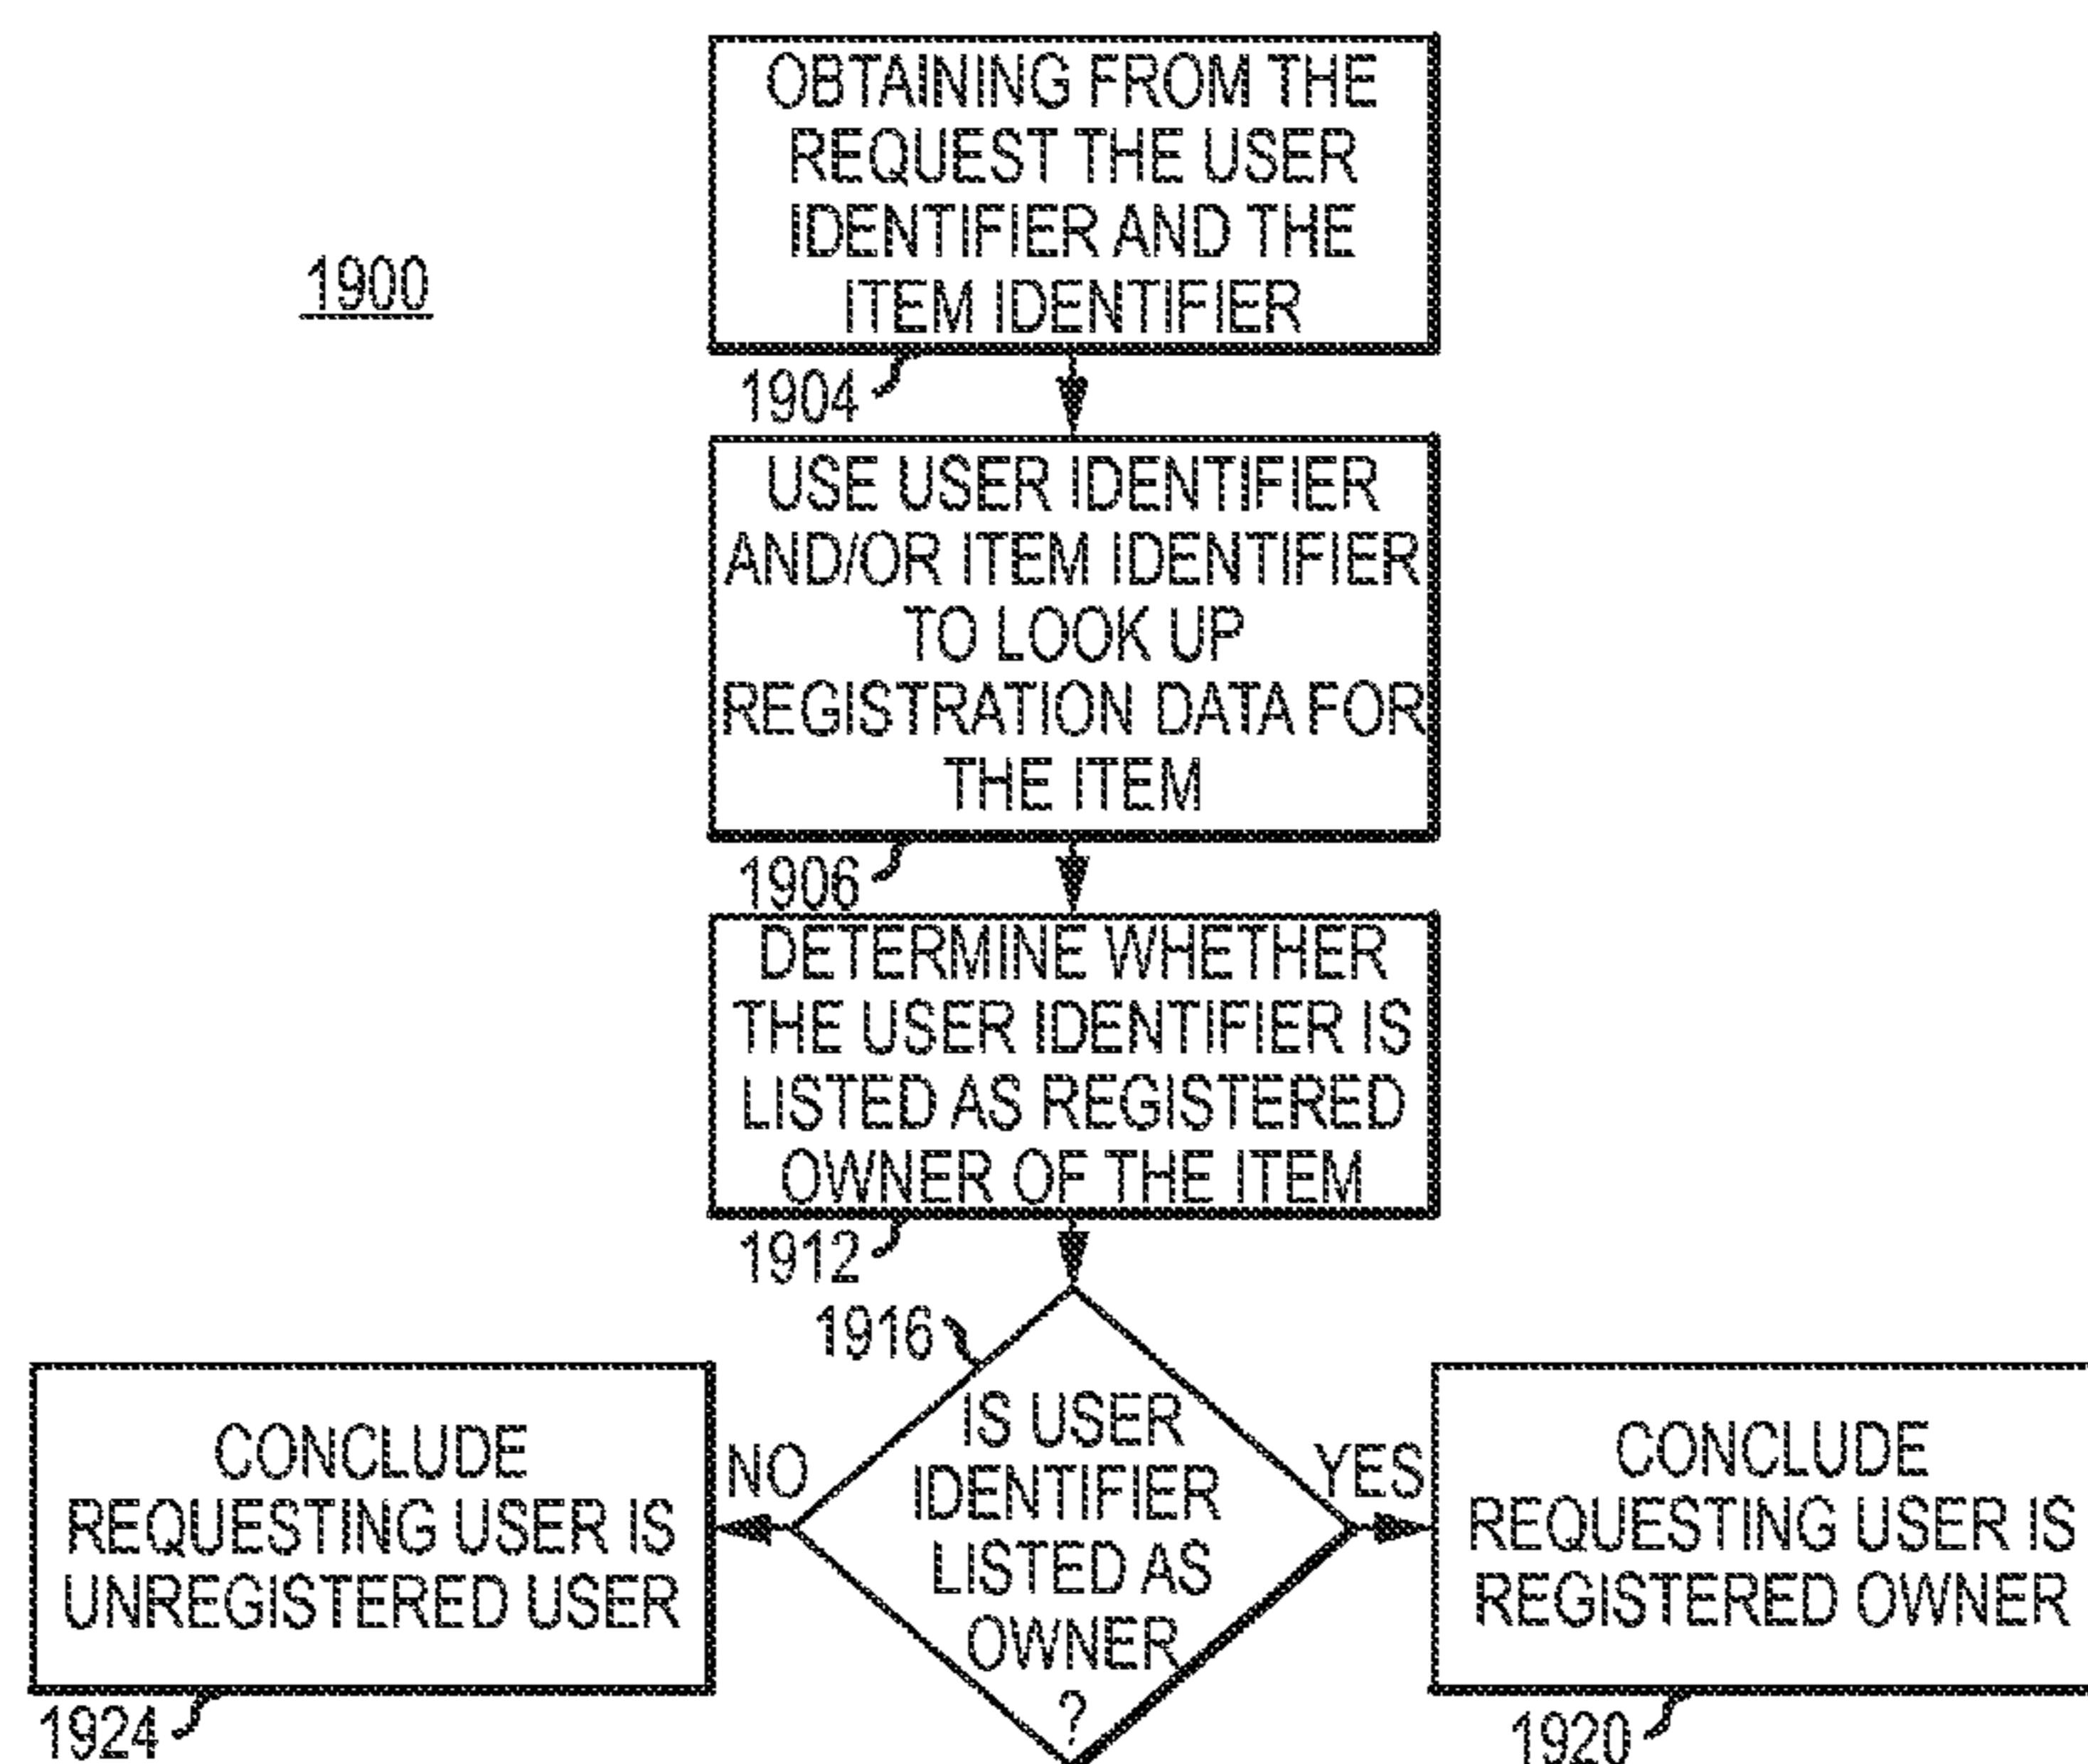 1900
OBTAINING FROM THE
REQUEST THE USER
IDENTIFIER AND THE
ITEM IDENTIFIER
1904
USE USER IDENTIFIER
AND/OR ITEM IDENTIFIER
TO LOOK UP
REGISTRATION DATA FOR
THE ITEM
1906
DETERMINE WHETHER
THE USER IDENTIFIER IS
LISTED AS REGISTERED
OWNER OF THE ITEM
1912
1916
IS USER
IDENTIFIER
LISTED AS
OWNER
?
NO
YES
CONCLUDE
REQUESTING USER IS
UNREGISTERED USER
1924
CONCLUDE
REQUESTING USER IS
REGISTERED OWNER
1920